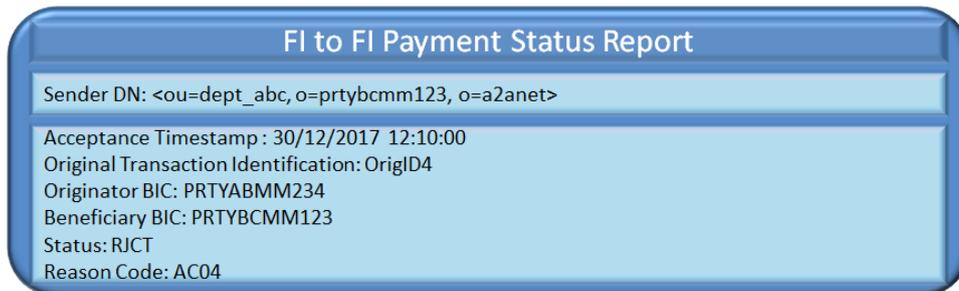 FI to FI Payment Status Report
Sender DN: <ou=dept_abc, o=prtybcmm123, o=a2anet>
Acceptance Timestamp : 30/12/2017 12:10:00
Original Transaction Identification: OrigID4
Originator BIC: PRTYABMM234
Beneficiary BIC: PRTYBCMM123
Status: RJCT
Reason Code: AC04